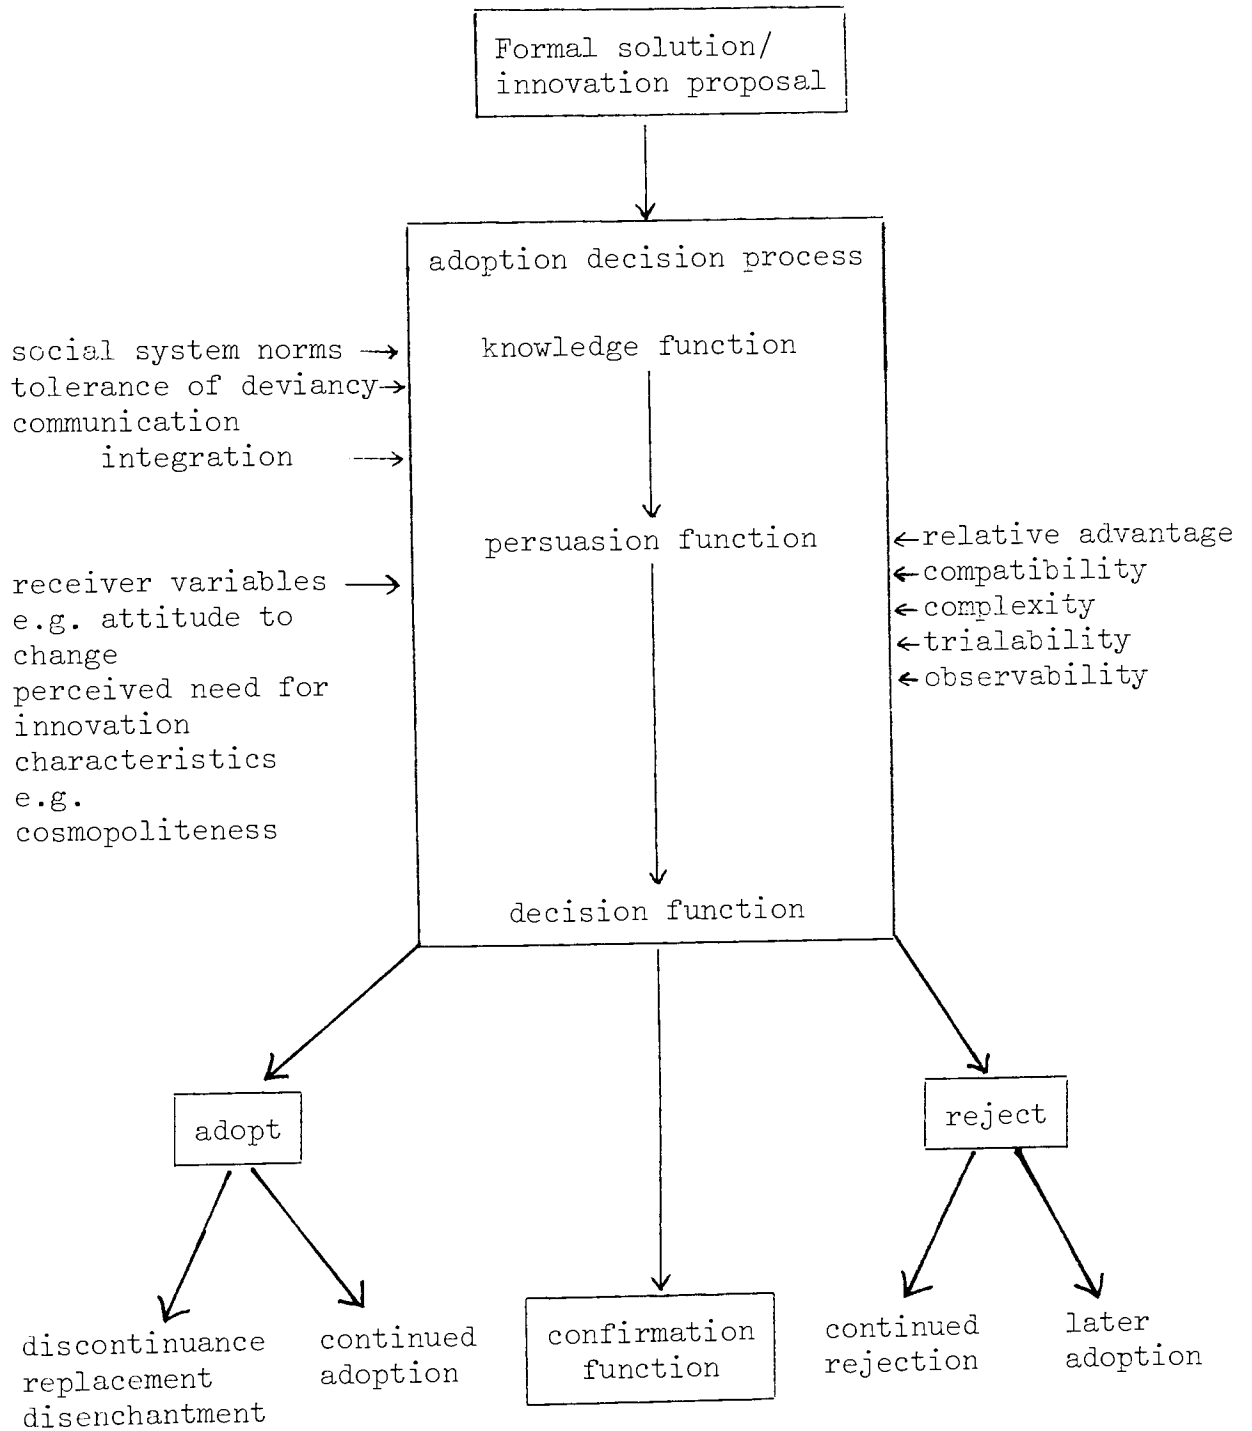 Formal solution/
innovation proposal
adoption decision process
social system norms
tolerance of deviancy
communication
integration
knowledge function
persuasion function
receiver variables
e.g. attitude to
change
perceived need for
innovation
characteristics
e.g.
cosmopoliteness
relative advantage
compatibility
complexity
trialability
observability
decision function
adopt
reject
discontinuance
replacement
disenchantment
continued
adoption
confirmation
function
continued
rejection
later
adoption